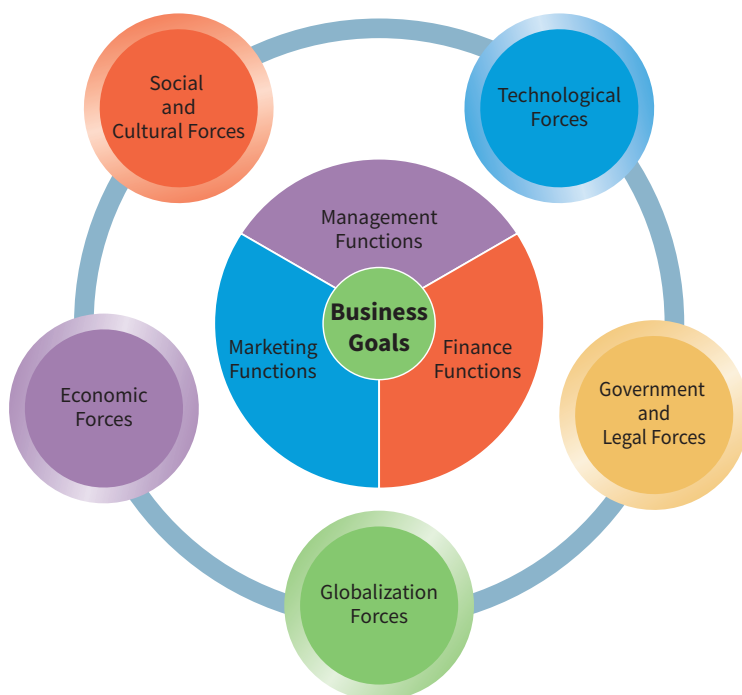 Social
and
Cultural Forces
Technological
Forces
Management
Functions
Business
Goals
Marketing
Functions
Finance
Functions
Economic
Forces
Government
and
Legal Forces
Globalization
Forces